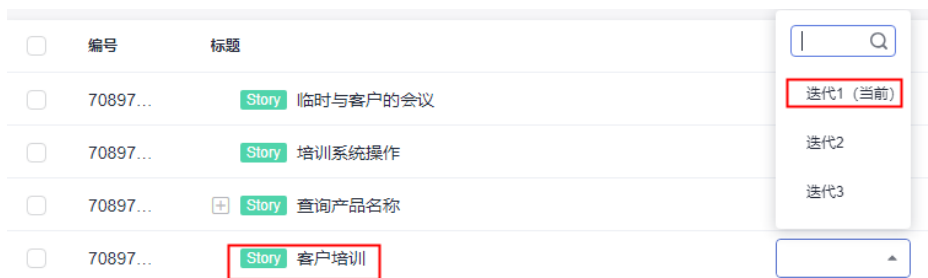 编号 标题
70897... Story 临时与客户的会议
70897... Story 培训系统操作
70897... Story 查询产品名称
70897... Story 客户培训
迭代1（当前）
迭代2
迭代3